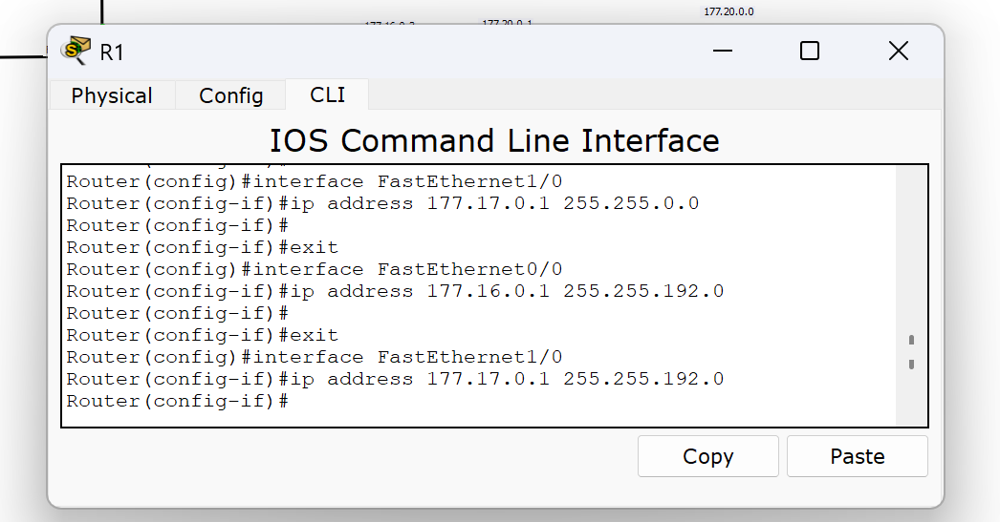 177.20.0.0
177.20.0.1
R1
Physical Config CLI
IOS Command Line Interface
Router(config)#interface FastEthernet1/0
Router(config-if)#ip address 177.17.0.1 255.255.0.0
Router(config-if)#
Router(config-if)#exit
Router(config)#interface FastEthernet0/0
Router(config-if)#ip address 177.16.0.1 255.255.192.0
Router(config-if)#
Router(config-if)#exit
Router(config)#interface FastEthernet1/0
Router(config-if)#ip address 177.17.0.1 255.255.192.0
Router(config-if)#
Copy Paste